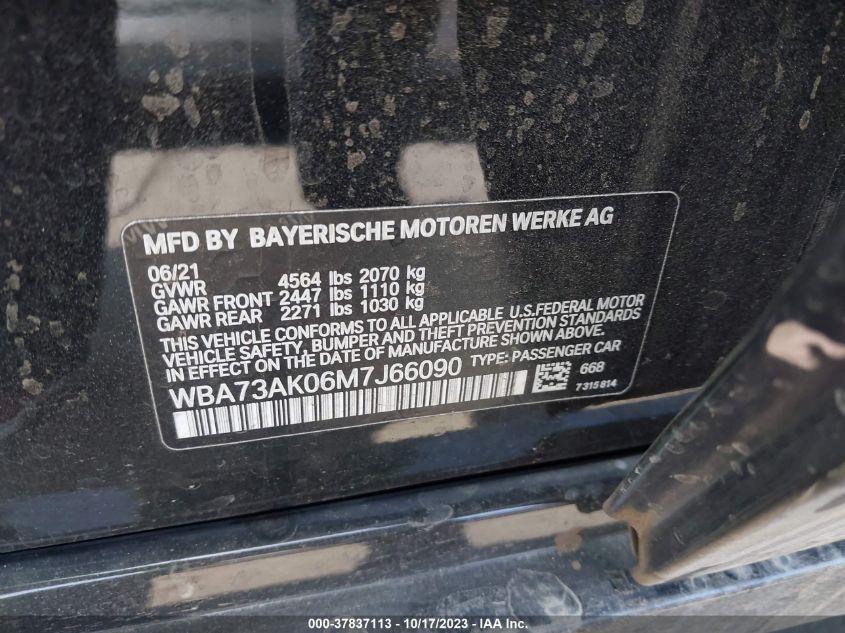 MFD BY BAYERISCHE MOTOREN WERKE AG
06/21
GVWR 4564 lbs 2070 kg
GAWR FRONT 2447 lbs 1110 kg
GAWR REAR 2271 lbs 1030 kg
THIS VEHICLE CONFORMS TO ALL APPLICABLE U.S.FEDERAL MOTOR
VEHICLE SAFETY, BUMPER AND THEFT PREVENTION STANDARDS
IN EFFECT ON THE DATE OF MANUFACTURE SHOWN ABOVE.
WBA73AK06M7J66090 TYPE: PASSENGER CAR
668
7315814
000-37837113 - 10/17/2023 - © IAA Inc.